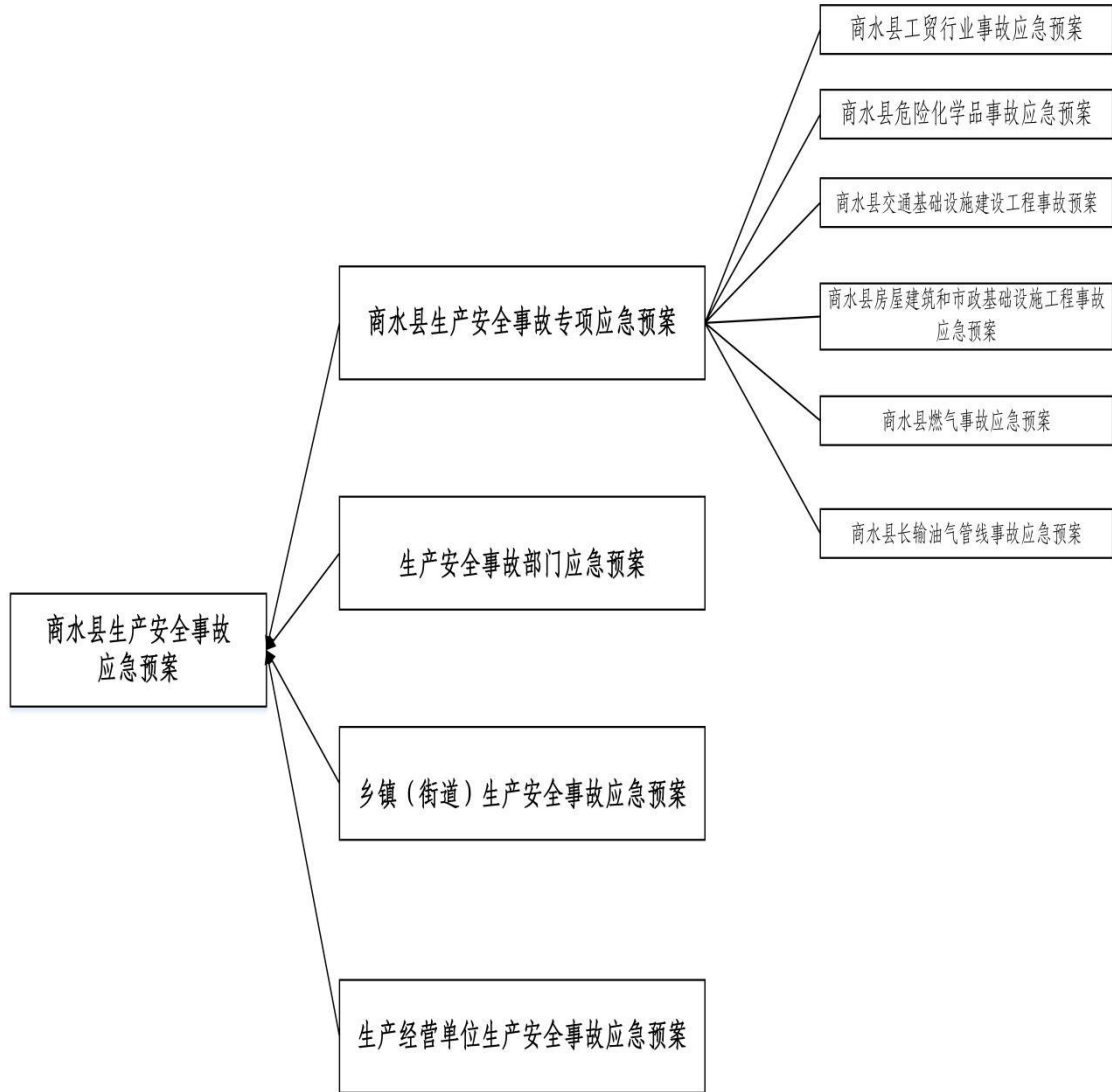 商水县工贸行业事故应急预案
商水县危险化学品事故应急预案
商水县交通基础设施建设工程事故预案
商水县生产安全事故专项应急预案
商水县房屋建筑和市政基础设施工程事故
应急预案
商水县燃气事故应急预案
商水县长输油气管线事故应急预案
生产安全事故部门应急预案
商水县生产安全事故
应急预案
乡镇（街道）生产安全事故应急预案
生产经营单位生产安全事故应急预案